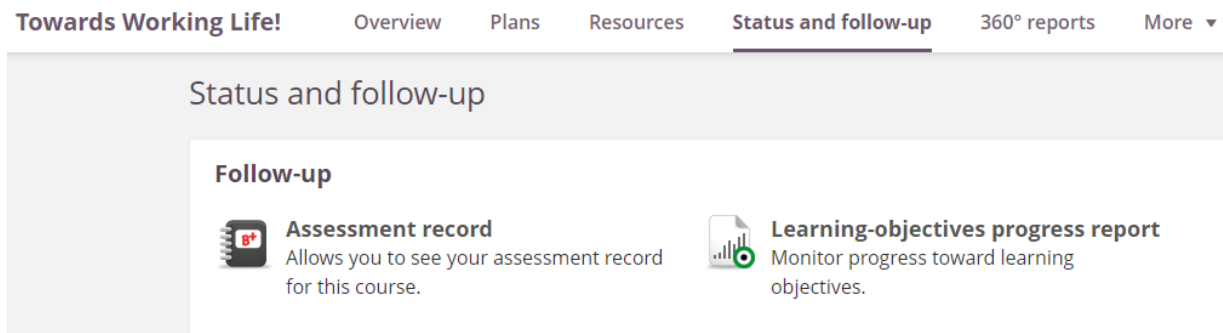 Towards Working Life! Overview Plans Resources Status and follow-up 360° reports More
Status and follow-up
Follow-up
B+
Assessment record
Allows you to see your assessment record
for this course.
Learning-objectives progress report
Monitor progress toward learning
objectives.